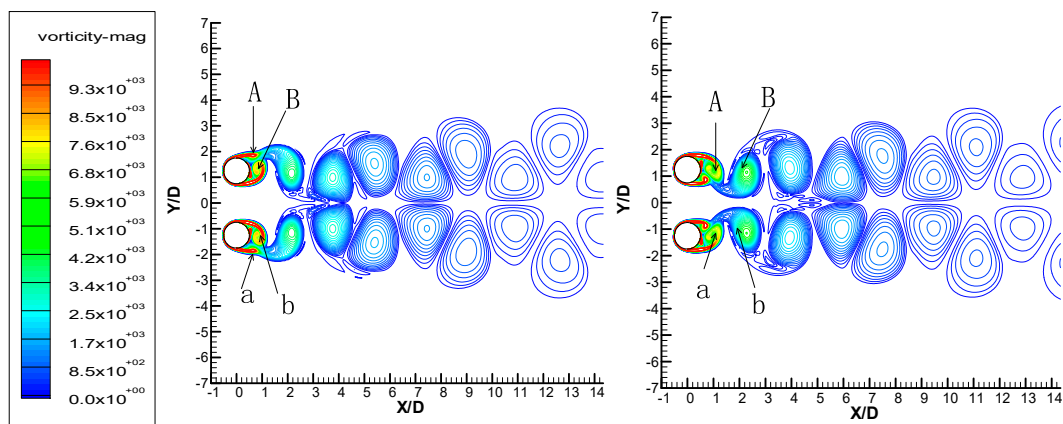 vorticity-mag
9.3x10 +03
8.5x10 +03
7.6x10 +03
6.8x10 +03
5.9x10 +03
5.1x10 +03
4.2x10 +03
3.4x10 +03
2.5x10 +03
1.7x10 +03
8.5x10 +02
0.0x10 +00
Y/D
7
6
5
4
3
2
1
0
-1
-2
-3
-4
-5
-6
-7
A
B
a
b
-1 0 1 2 3 4 5 6 7 8 9 10 11 12 13 14
X/D
Y/D
7
6
5
4
3
2
1
0
-1
-2
-3
-4
-5
-6
-7
A
B
a
b
-1 0 1 2 3 4 5 6 7 8 9 10 11 12 13 14
X/D